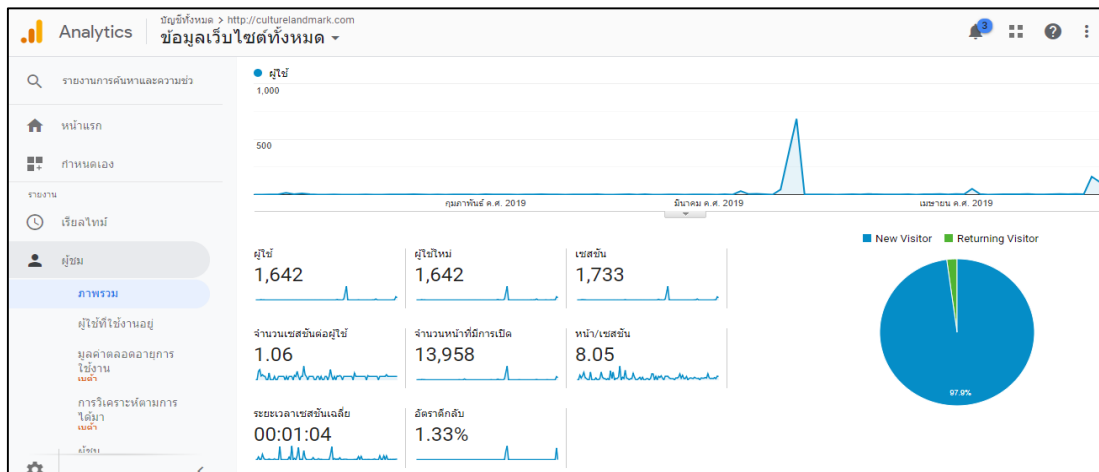 Analytics
บัญชีทั้งหมด > http://culturelandmark.com
ข้อมูลเว็บไซต์ทั้งหมด
3
รายงานการค้นหาและความช่ว
หน้าแรก
กำหนดเอง
รายงาน
เรียลไทม์
ผู้ชม
ภาพรวม
ผู้ใช้ที่ใช้งานอยู่
มูลค่าตลอดอายุการ
ใช้งาน
เบต้า
การวิเคราะห์ตามการ
ได้มา
เบต้า
ผู้ชม
ผู้ใช้
1,000
500
กุมภาพันธ์ ค.ศ. 2019
มีนาคม ค.ศ. 2019
เมษายน ค.ศ. 2019
New Visitor
Returning Visitor
ผู้ใช้
1,642
ผู้ใช้ใหม่
1,642
เซสชัน
1,733
จำนวนเซสชันต่อผู้ใช้
1.06
จำนวนหน้าที่มีการเปิด
13,958
หน้า/เซสชัน
8.05
ระยะเวลาเซสชันเฉลี่ย
00:01:04
อัตราตีกลับ
1.33%
97.9%